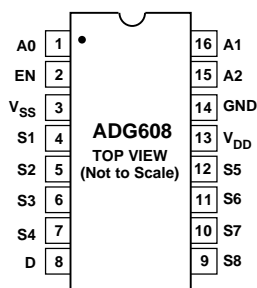 A0 1 16 A1
EN 2 15 A2
VSS 3 14 GND
S1 4 ADG608 13 VDD
S2 5 TOP VIEW 12 S5
(Not to Scale)
S3 6 11 S6
S4 7 10 S7
D 8 9 S8